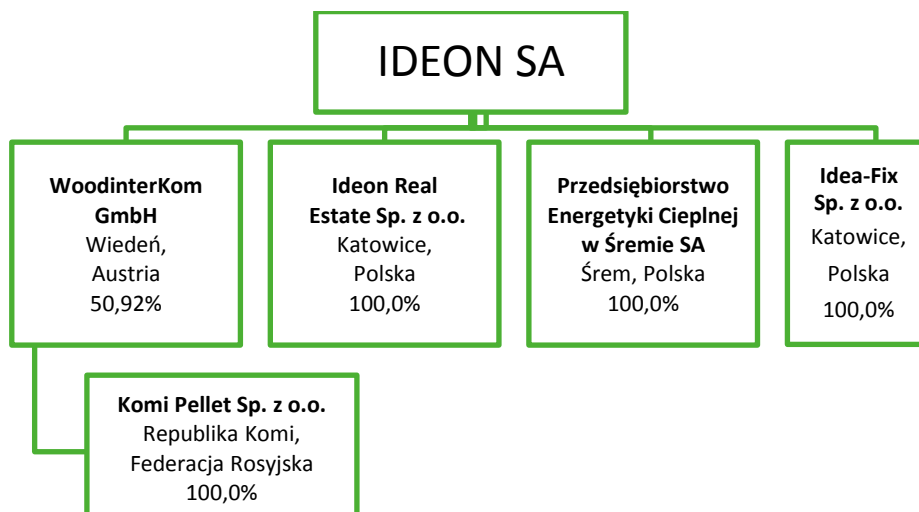 IDEON SA
WoodinterKom
GmbH
Wiedeń,
Austria
50,92%
Ideon Real
Estate Sp. z o.o.
Katowice,
Polska
100,0%
Przedsiębiorstwo
Energetyki Cieplnej
w Śremie SA
Śrem, Polska
100,0%
Idea-Fix
Sp. z o.o.
Katowice,
Polska
100,0%
Komi Pellet Sp. z o.o.
Republika Komi,
Federacja Rosyjska
100,0%